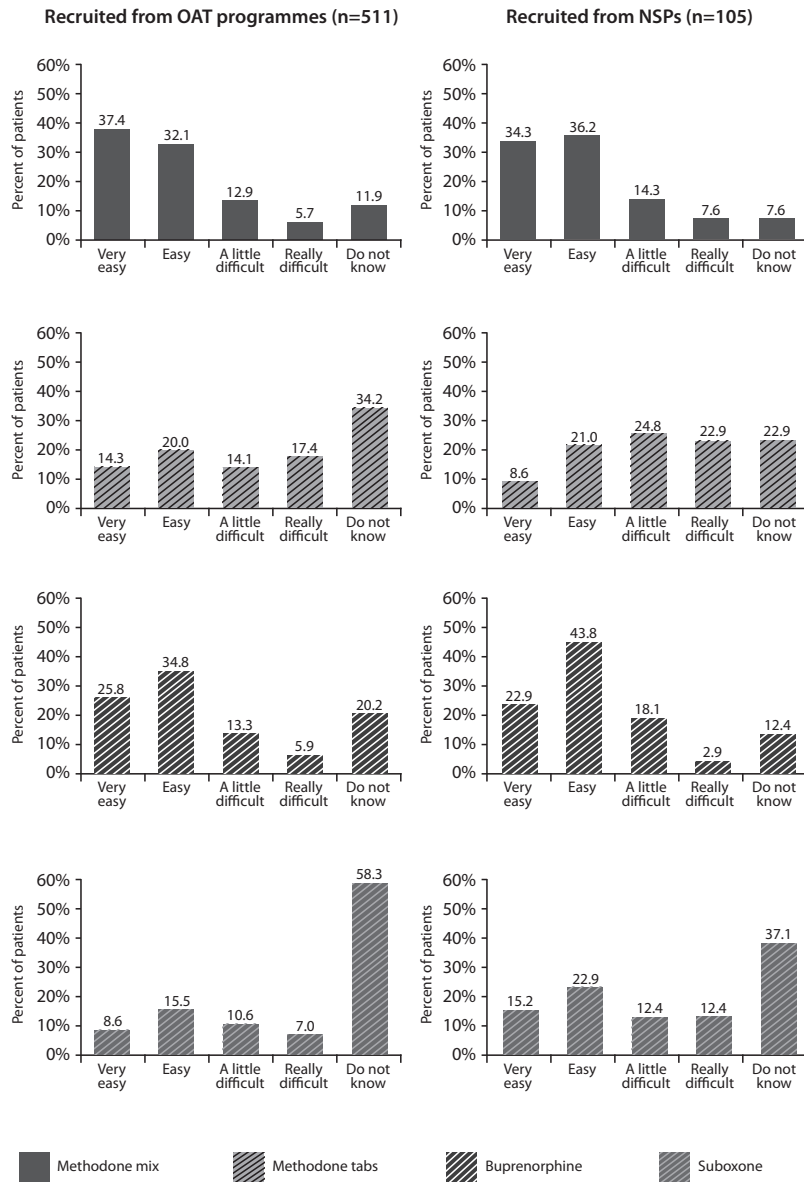 Recruited from OAT programmes (n=511)
Recruited from NSPs (n=105)
Percent of patients
60%
50%
40%
30%
20%
10%
0%
37.4
32.1
12.9
5.7
11.9
Very easy
Easy
A little difficult
Really difficult
Do not know
Percent of patients
60%
50%
40%
30%
20%
10%
0%
34.3
36.2
14.3
7.6
7.6
Very easy
Easy
A little difficult
Really difficult
Do not know
Percent of patients
60%
50%
40%
30%
20%
10%
0%
14.3
20.0
14.1
17.4
34.2
Very easy
Easy
A little difficult
Really difficult
Do not know
Percent of patients
60%
50%
40%
30%
20%
10%
0%
8.6
21.0
24.8
22.9
22.9
Very easy
Easy
A little difficult
Really difficult
Do not know
Percent of patients
60%
50%
40%
30%
20%
10%
0%
25.8
34.8
13.3
5.9
20.2
Very easy
Easy
A little difficult
Really difficult
Do not know
Percent of patients
60%
50%
40%
30%
20%
10%
0%
22.9
43.8
18.1
2.9
12.4
Very easy
Easy
A little difficult
Really difficult
Do not know
Percent of patients
60%
50%
40%
30%
20%
10%
0%
8.6
15.5
10.6
7.0
58.3
Very easy
Easy
A little difficult
Really difficult
Do not know
Percent of patients
60%
50%
40%
30%
20%
10%
0%
15.2
22.9
12.4
12.4
37.1
Very easy
Easy
A little difficult
Really difficult
Do not know
Methodone mix
Methodone tabs
Buprenorphine
Suboxone